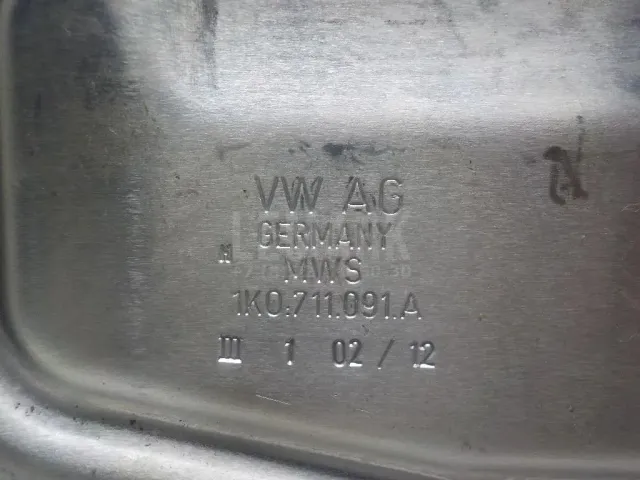 VW AG
GERMANY
MWS
1K0.711.091.A
III 1 02 / 12